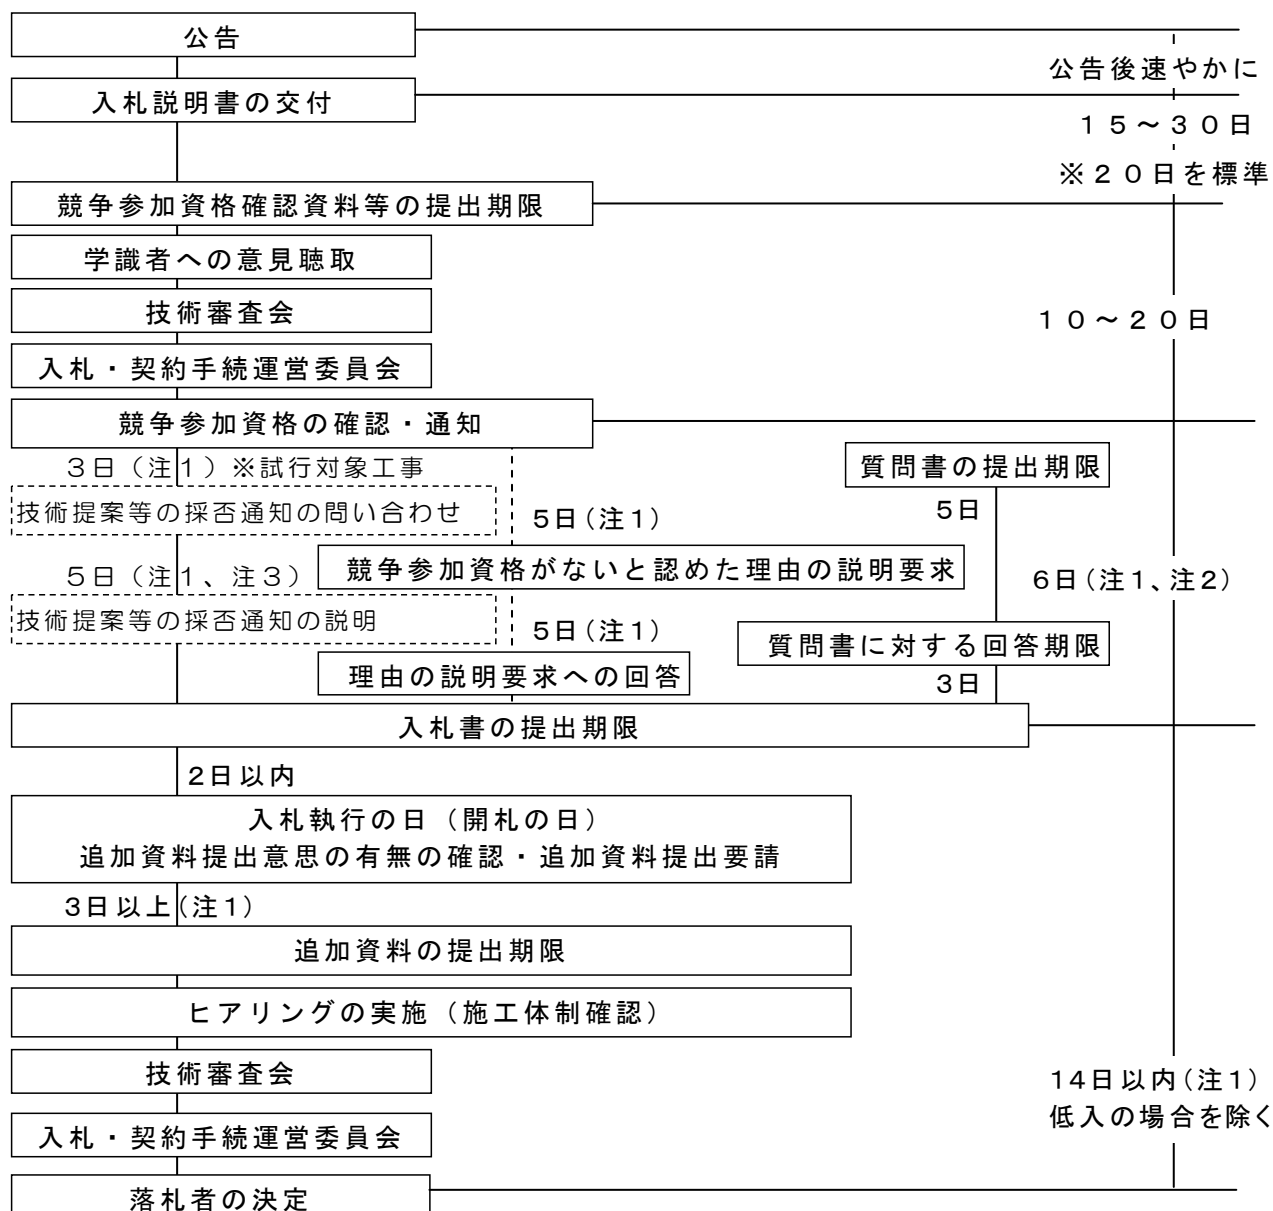 公告
公告後速やかに
入札説明書の交付
１５～３０日
※２０日を標準
競争参加資格確認資料等の提出期限
学識者への意見聴取
技術審査会
１０～２０日
入札・契約手続運営委員会
競争参加資格の確認・通知
３日（注１）※試行対象工事
質問書の提出期限
技術提案等の採否通知の問い合わせ
5日（注１）
5日
競争参加資格がないと認めた理由の説明要求
５日（注１、注３）
6日（注１、注２）
技術提案等の採否通知の説明
5日（注１）
質問書に対する回答期限
理由の説明要求への回答
3日
入札書の提出期限
2日以内
入札執行の日（開札の日）
追加資料提出意思の有無の確認・追加資料提出要請
3日以上（注１）
追加資料の提出期限
ヒアリングの実施（施工体制確認）
技術審査会
14日以内（注１）
低入の場合を除く
入札・契約手続運営委員会
落札者の決定